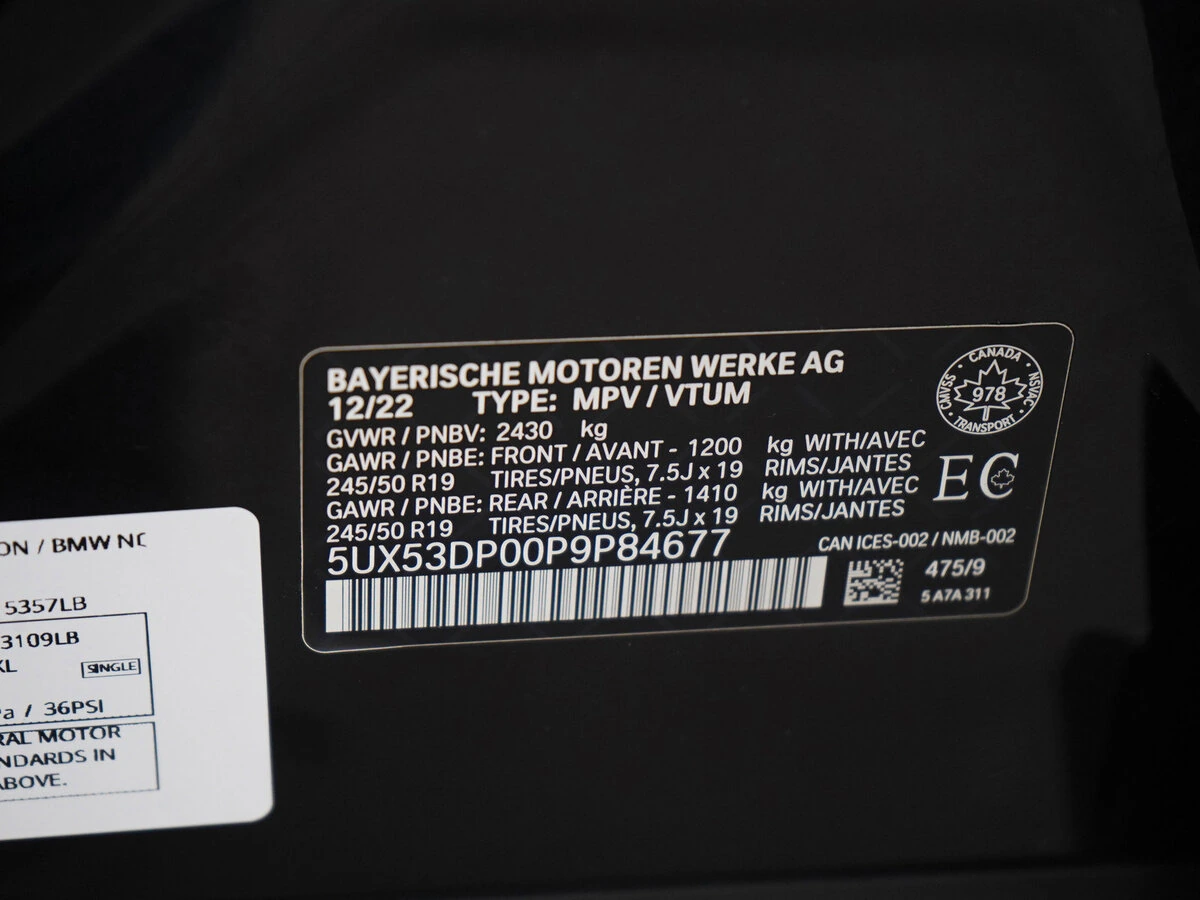 BAYERISCHE MOTOREN WERKE AG
12/22 TYPE: MPV / VTUM
GVWR / PNBV: 2430 kg
GAWR / PNBE: FRONT / AVANT - 1200 kg WITH/AVEC
245/50 R19 TIRES/PNEUS, 7.5J x 19 RIMS/JANTES
GAWR / PNBE: REAR / ARRIÈRE - 1410 kg WITH/AVEC
245/50 R19 TIRES/PNEUS, 7.5J x 19 RIMS/JANTES
5UX53DP00P9P84677
CANADA
CMVSS · NSVAC
978
TRANSPORT
EC
CAN ICES-002 / NMB-002
475/9
5 A7A 311
ON / BMW NC
5357LB
3109LB
XL SINGLE
Pa / 36PSI
RAL MOTOR
NDARDS IN
ABOVE.